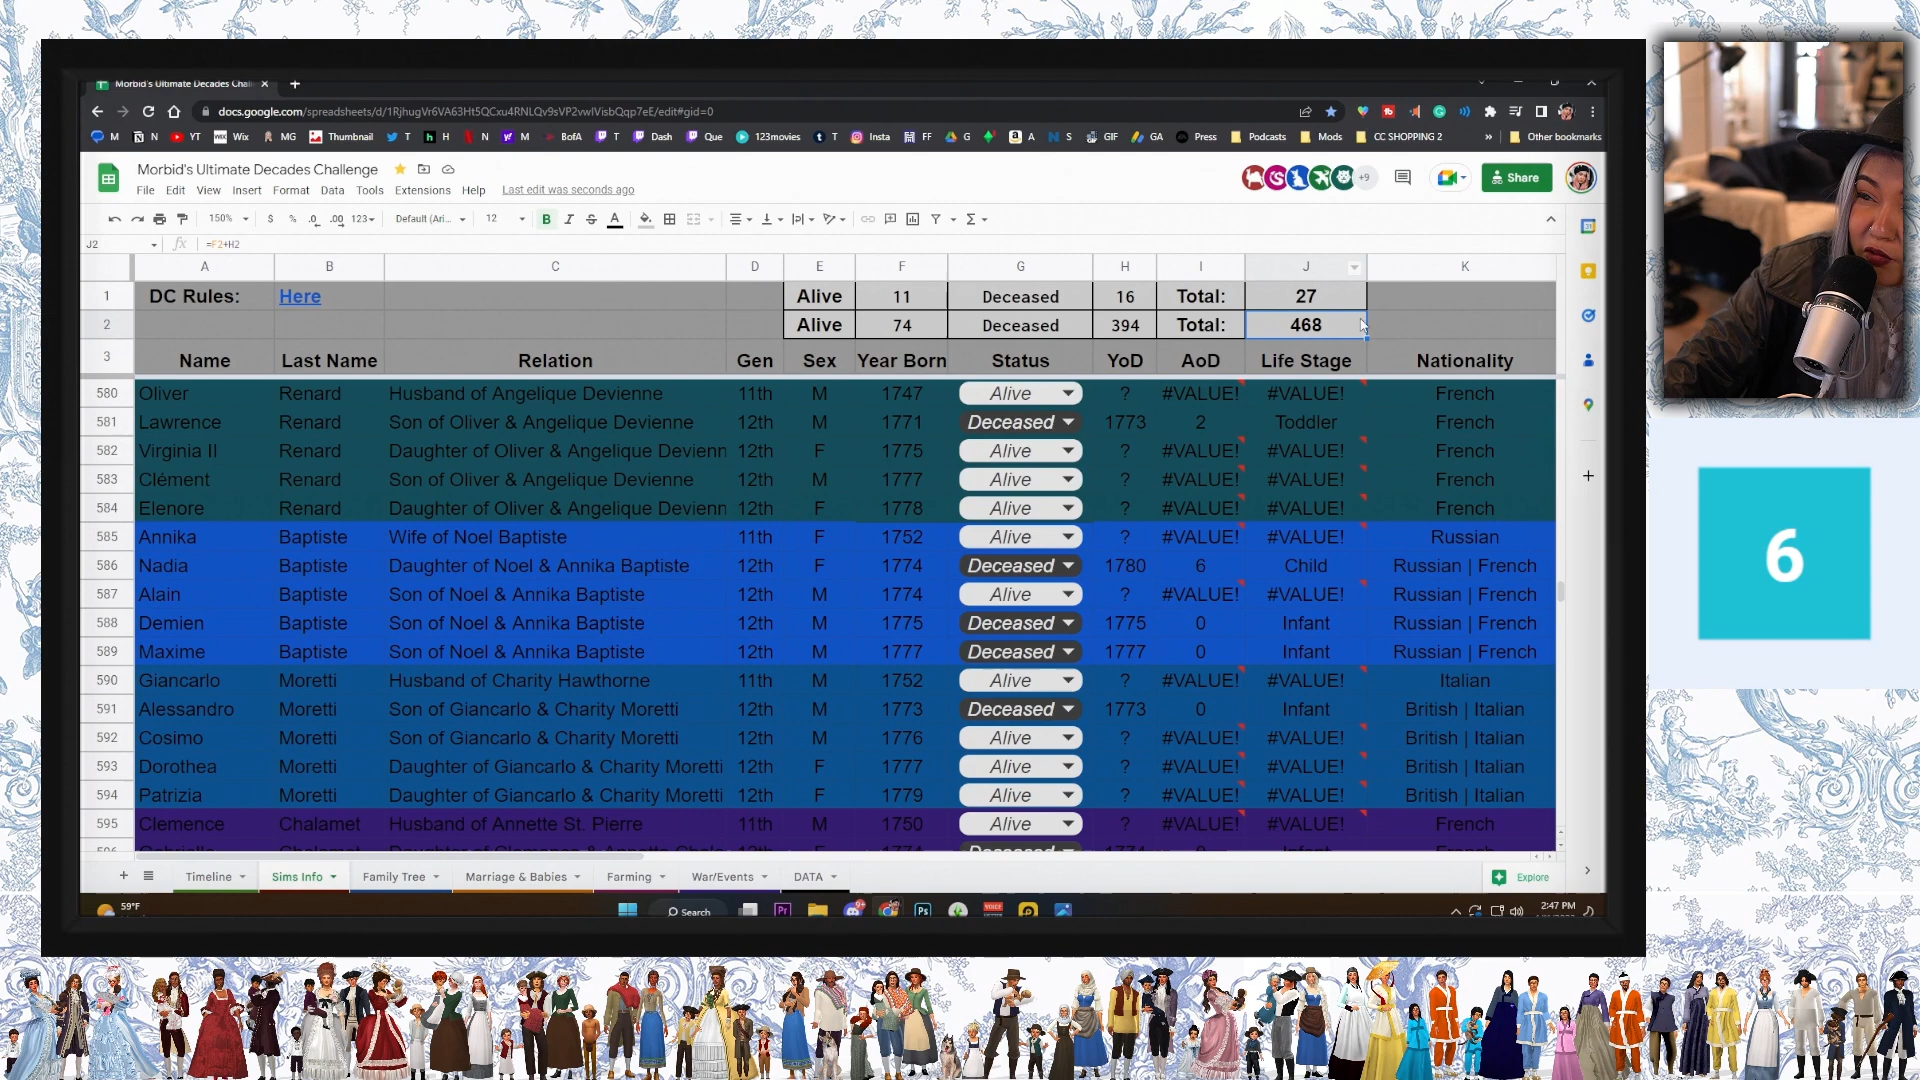 Morbid's Ultimate Decades Chall
docs.google.com/spreadsheets/d/1RjhugVr6VA63Ht5QCxu4RNLQv9sVP2vwIVisbQqp7eE/edit#gid=0
M N YT Wix MG Thumbnail T H N M BofA T Dash Que 123movies T Insta FF G A S GIF GA Press Podcasts Mods CC SHOPPING 2 » Other bookmarks
Morbid's Ultimate Decades Challenge
+9 Share
File Edit View Insert Format Data Tools Extensions Help Last edit was seconds ago
150% $ % .0 .00 123 Default (Ari... 12 B I S A
J2 fx =F2+H2
A B C D E F G H I J K
1 DC Rules: Here Alive 11 Deceased 16 Total: 27
2 Alive 74 Deceased 394 Total: 468
3 Name Last Name Relation Gen Sex Year Born Status YoD AoD Life Stage Nationality
580 Oliver Renard Husband of Angelique Devienne 11th M 1747 Alive ? #VALUE! #VALUE! French
581 Lawrence Renard Son of Oliver & Angelique Devienne 12th M 1771 Deceased 1773 2 Toddler French
582 Virginia II Renard Daughter of Oliver & Angelique Devienn 12th F 1775 Alive ? #VALUE! #VALUE! French
583 Clément Renard Son of Oliver & Angelique Devienne 12th M 1777 Alive ? #VALUE! #VALUE! French
584 Elenore Renard Daughter of Oliver & Angelique Devienn 12th F 1778 Alive ? #VALUE! #VALUE! French
585 Annika Baptiste Wife of Noel Baptiste 11th F 1752 Alive ? #VALUE! #VALUE! Russian
586 Nadia Baptiste Daughter of Noel & Annika Baptiste 12th F 1774 Deceased 1780 6 Child Russian | French
587 Alain Baptiste Son of Noel & Annika Baptiste 12th M 1774 Alive ? #VALUE! #VALUE! Russian | French
588 Demien Baptiste Son of Noel & Annika Baptiste 12th M 1775 Deceased 1775 0 Infant Russian | French
589 Maxime Baptiste Son of Noel & Annika Baptiste 12th M 1777 Deceased 1777 0 Infant Russian | French
590 Giancarlo Moretti Husband of Charity Hawthorne 11th M 1752 Alive ? #VALUE! #VALUE! Italian
591 Alessandro Moretti Son of Giancarlo & Charity Moretti 12th M 1773 Deceased 1773 0 Infant British | Italian
592 Cosimo Moretti Son of Giancarlo & Charity Moretti 12th M 1776 Alive ? #VALUE! #VALUE! British | Italian
593 Dorothea Moretti Daughter of Giancarlo & Charity Moretti 12th F 1777 Alive ? #VALUE! #VALUE! British | Italian
594 Patrizia Moretti Daughter of Giancarlo & Charity Moretti 12th F 1779 Alive ? #VALUE! #VALUE! British | Italian
595 Clemence Chalamet Husband of Annette St. Pierre 11th M 1750 Alive ? #VALUE! #VALUE! French
Timeline Sims Info Family Tree Marriage & Babies Farming War/Events DATA Explore
59°F Search 2:47 PM
6